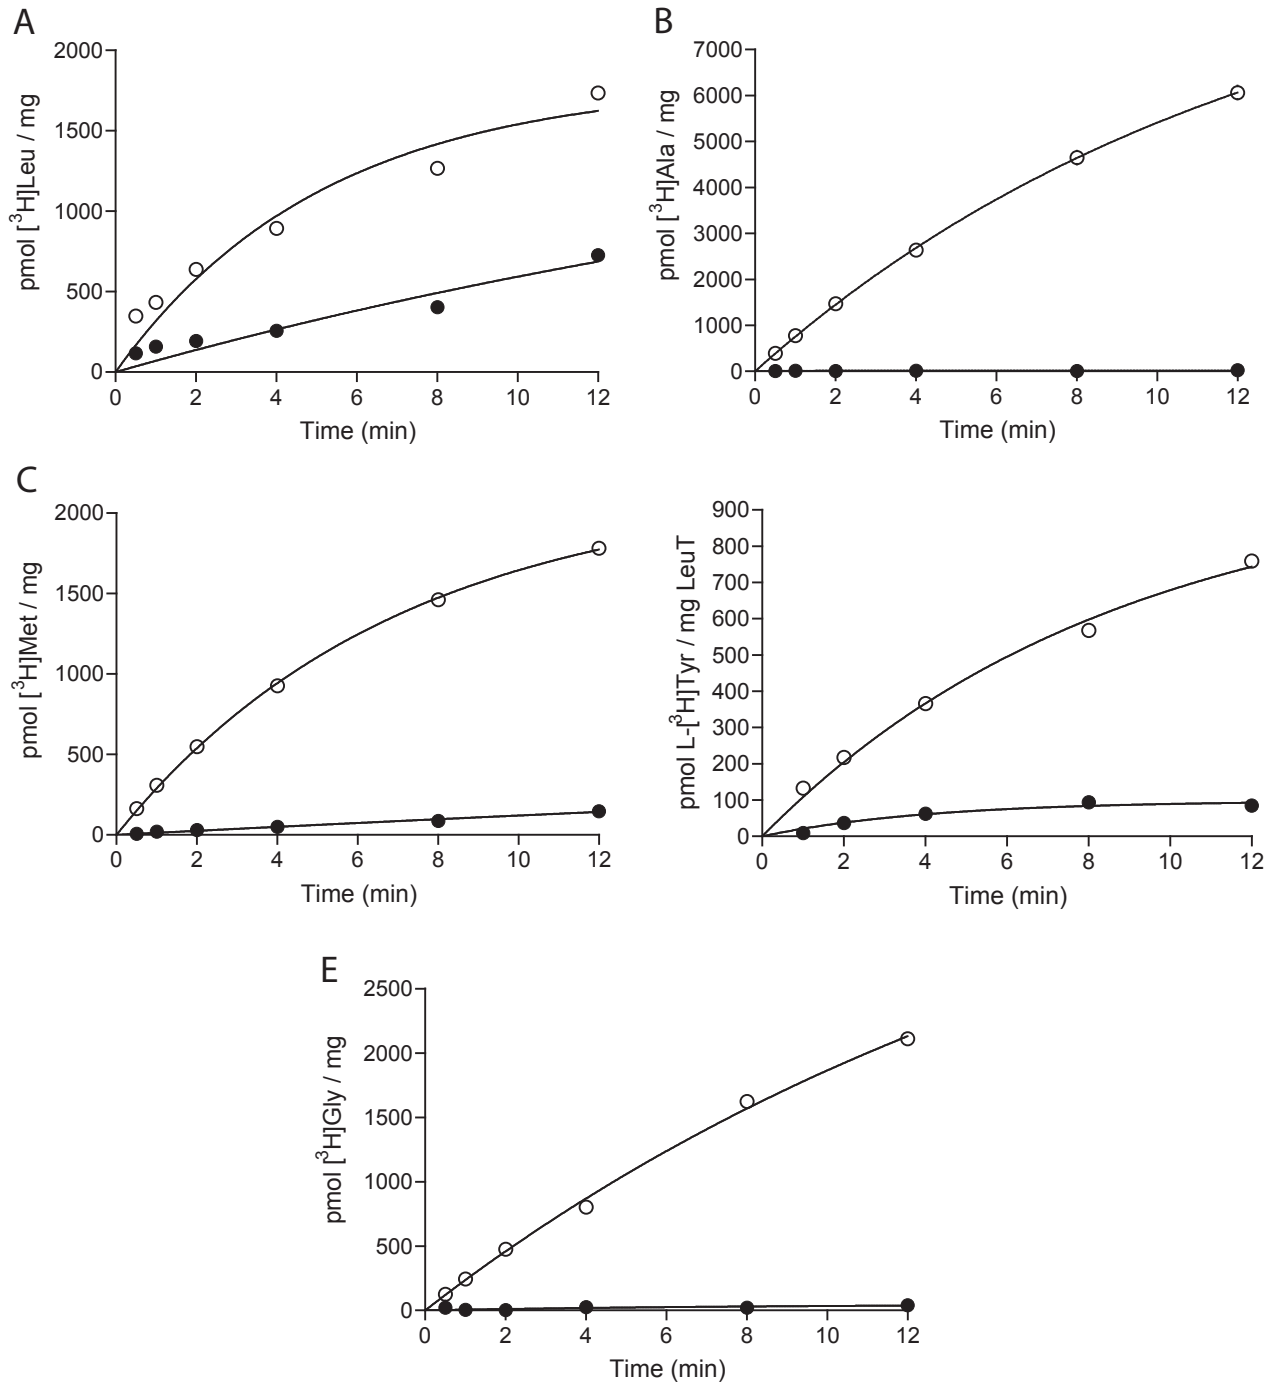 A
pmol [³H]Leu / mg
2000
1500
1000
500
0
0 2 4 6 8 10 12
Time (min)
B
pmol [³H]Ala / mg
7000
6000
5000
4000
3000
2000
1000
0
0 2 4 6 8 10 12
Time (min)
C
pmol [³H]Met / mg
2000
1500
1000
500
0
0 2 4 6 8 10 12
Time (min)
pmol L-[³H]Tyr / mg LeuT
900
800
700
600
500
400
300
200
100
0
0 2 4 6 8 10 12
Time (min)
E
pmol [³H]Gly / mg
2500
2000
1500
1000
500
0
0 2 4 6 8 10 12
Time (min)